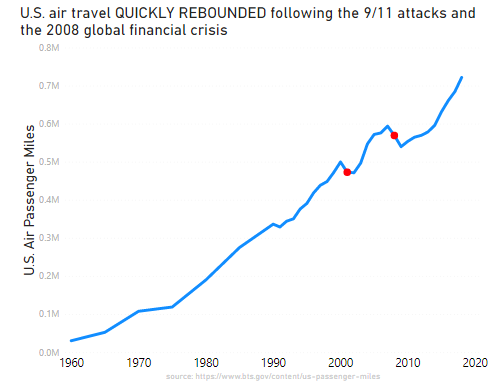 U.S. air travel QUICKLY REBOUNDED following the 9/11 attacks and
the 2008 global financial crisis
0.8M
0.7M
0.6M
0.5M
0.4M
0.3M
0.2M
0.1M
0.0M
U.S. Air Passenger Miles
1960 1970 1980 1990 2000 2010 2020
source: https://www.bts.gov/content/us-passenger-miles